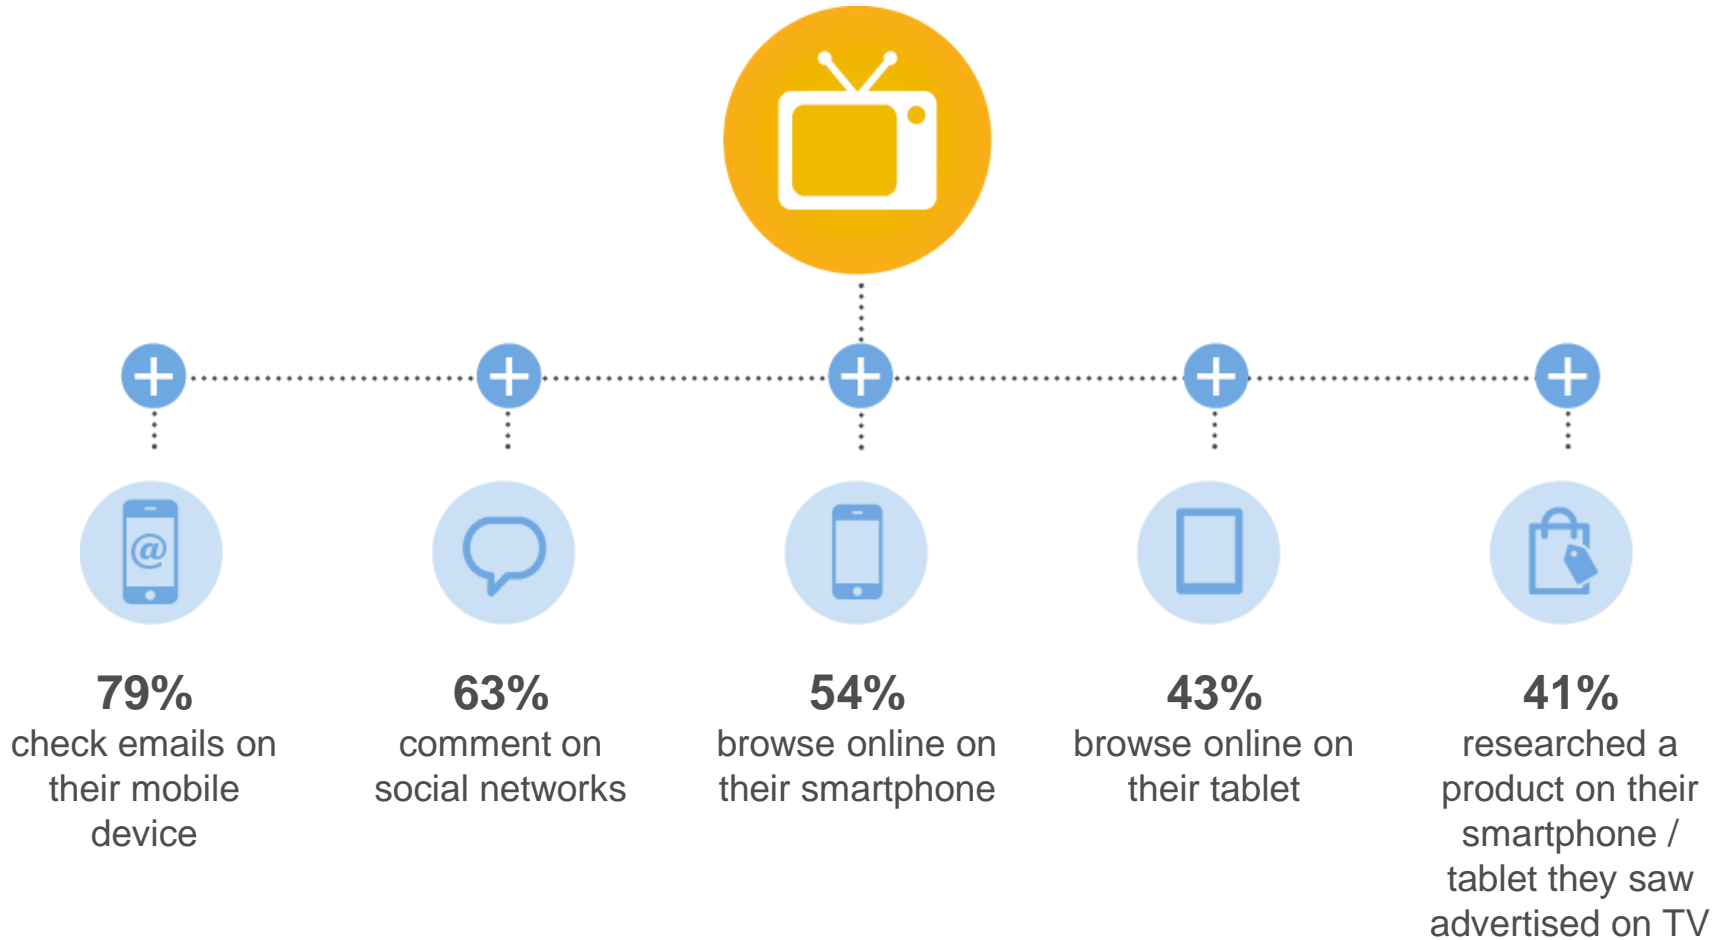 @
79%
check emails on
their mobile
device
63%
comment on
social networks
54%
browse online on
their smartphone
43%
browse online on
their tablet
41%
researched a
product on their
smartphone /
tablet they saw
advertised on TV